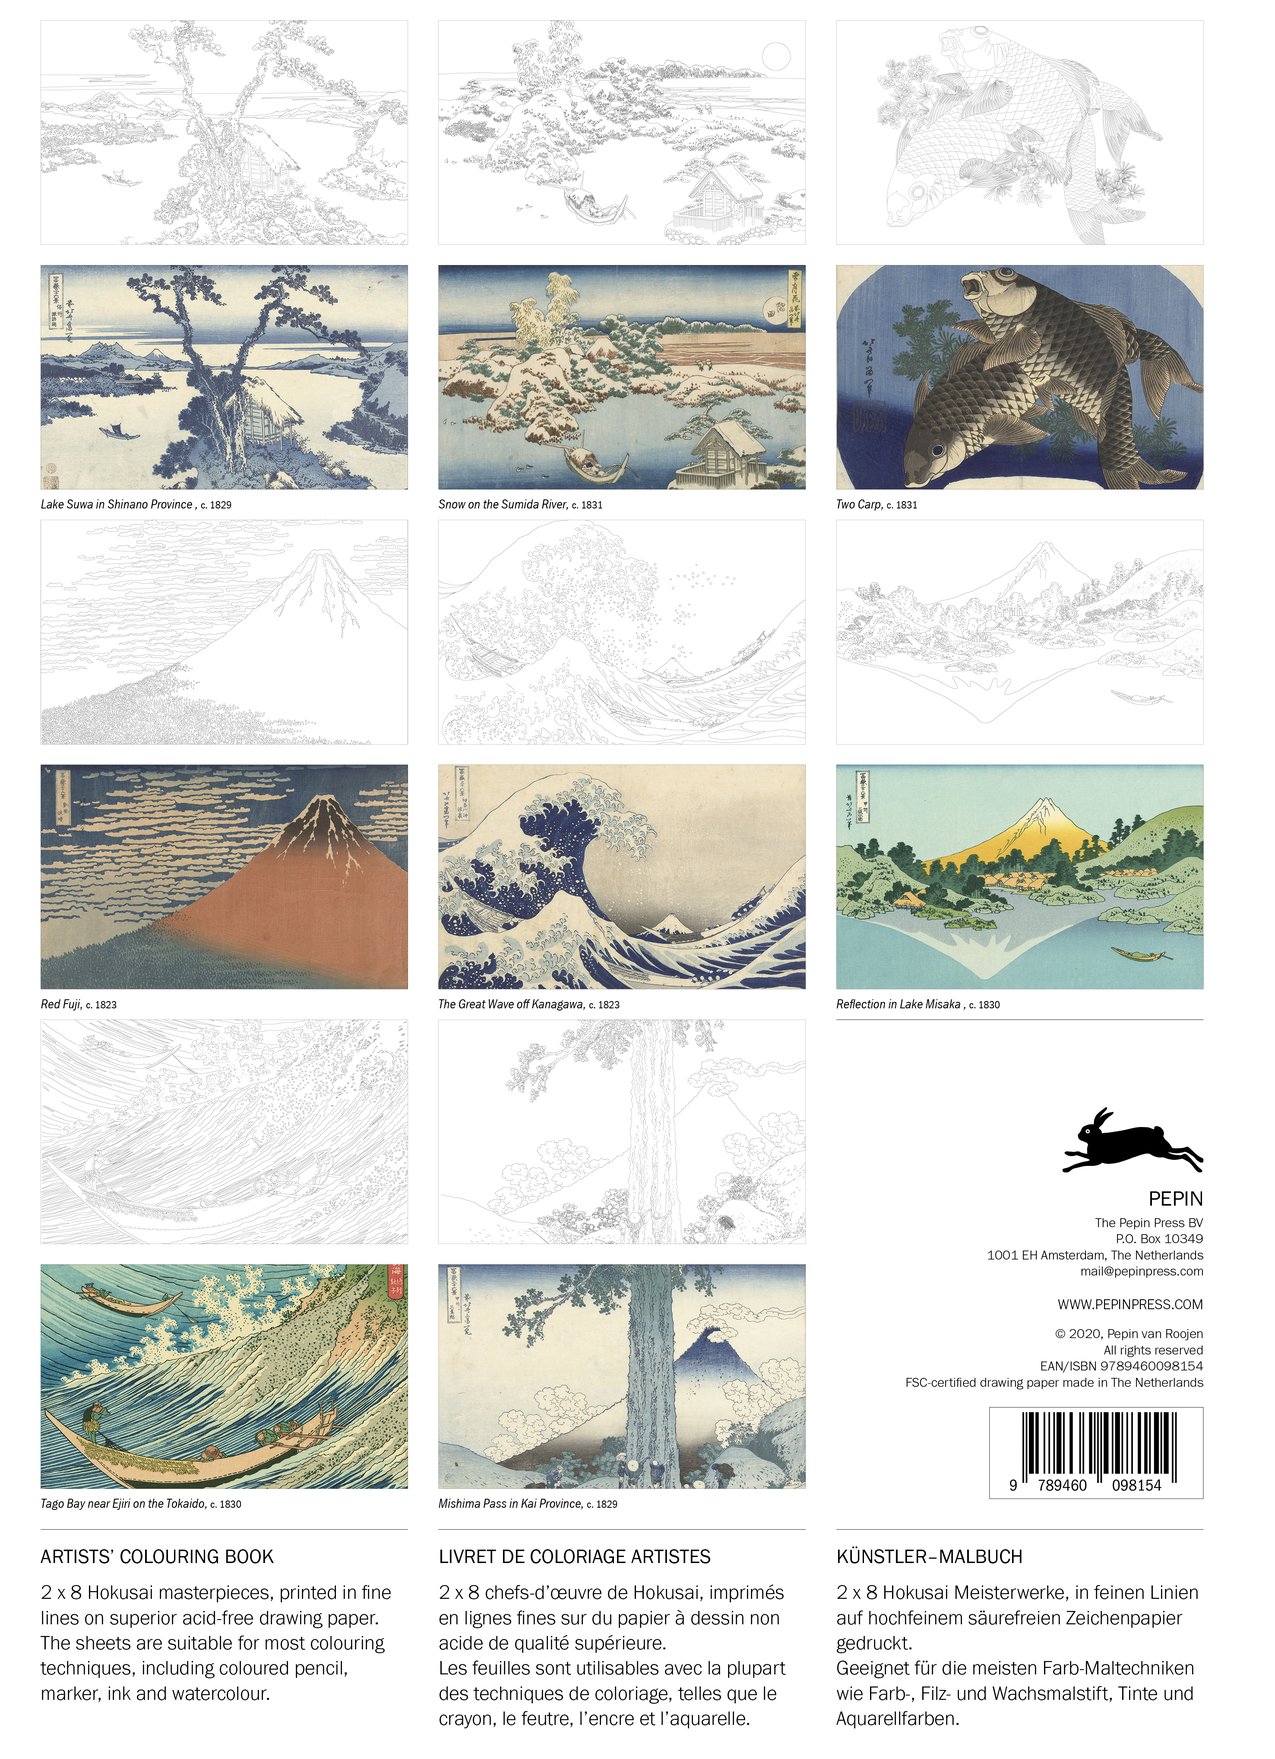 Lake Suwa in Shinano Province , c. 1829
Snow on the Sumida River, c. 1831
Two Carp, c. 1831
Red Fuji, c. 1823
The Great Wave off Kanagawa, c. 1823
Reflection in Lake Misaka , c. 1830
Tago Bay near Ejiri on the Tokaido, c. 1830
Mishima Pass in Kai Province, c. 1829
PEPIN
The Pepin Press BV
P.O. Box 10349
1001 EH Amsterdam, The Netherlands
mail@pepinpress.com
WWW.PEPINPRESS.COM
© 2020, Pepin van Roojen
All rights reserved
EAN/ISBN 9789460098154
FSC-certified drawing paper made in The Netherlands
9 789460 098154
ARTISTS’ COLOURING BOOK
2 x 8 Hokusai masterpieces, printed in fine
lines on superior acid-free drawing paper.
The sheets are suitable for most colouring
techniques, including coloured pencil,
marker, ink and watercolour.
LIVRET DE COLORIAGE ARTISTES
2 x 8 chefs-d’œuvre de Hokusai, imprimés
en lignes fines sur du papier à dessin non
acide de qualité supérieure.
Les feuilles sont utilisables avec la plupart
des techniques de coloriage, telles que le
crayon, le feutre, l’encre et l’aquarelle.
KÜNSTLER–MALBUCH
2 x 8 Hokusai Meisterwerke, in feinen Linien
auf hochfeinem säurefreien Zeichenpapier
gedruckt.
Geeignet für die meisten Farb-Maltechniken
wie Farb-, Filz- und Wachsmalstift, Tinte und
Aquarellfarben.